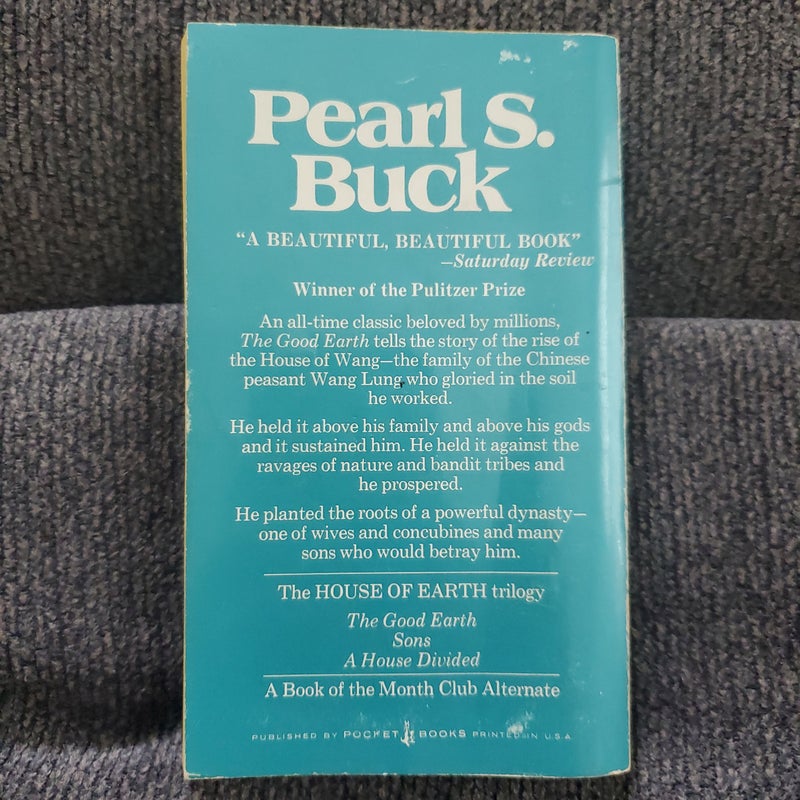 Pearl S.
Buck
“A BEAUTIFUL, BEAUTIFUL BOOK”
—Saturday Review
Winner of the Pulitzer Prize
An all-time classic beloved by millions,
The Good Earth tells the story of the rise of
the House of Wang—the family of the Chinese
peasant Wang Lung who gloried in the soil
he worked.
He held it above his family and above his gods
and it sustained him. He held it against the
ravages of nature and bandit tribes and
he prospered.
He planted the roots of a powerful dynasty—
one of wives and concubines and many
sons who would betray him.
The HOUSE OF EARTH trilogy
The Good Earth
Sons
A House Divided
A Book of the Month Club Alternate
PUBLISHED BY POCKET BOOKS PRINTED IN U.S.A.